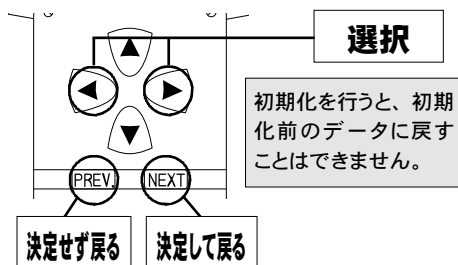 選択
初期化を行うと、初期
化前のデータに戻す
ことはできません。
PREV. NEXT
決定せず戻る 決定して戻る